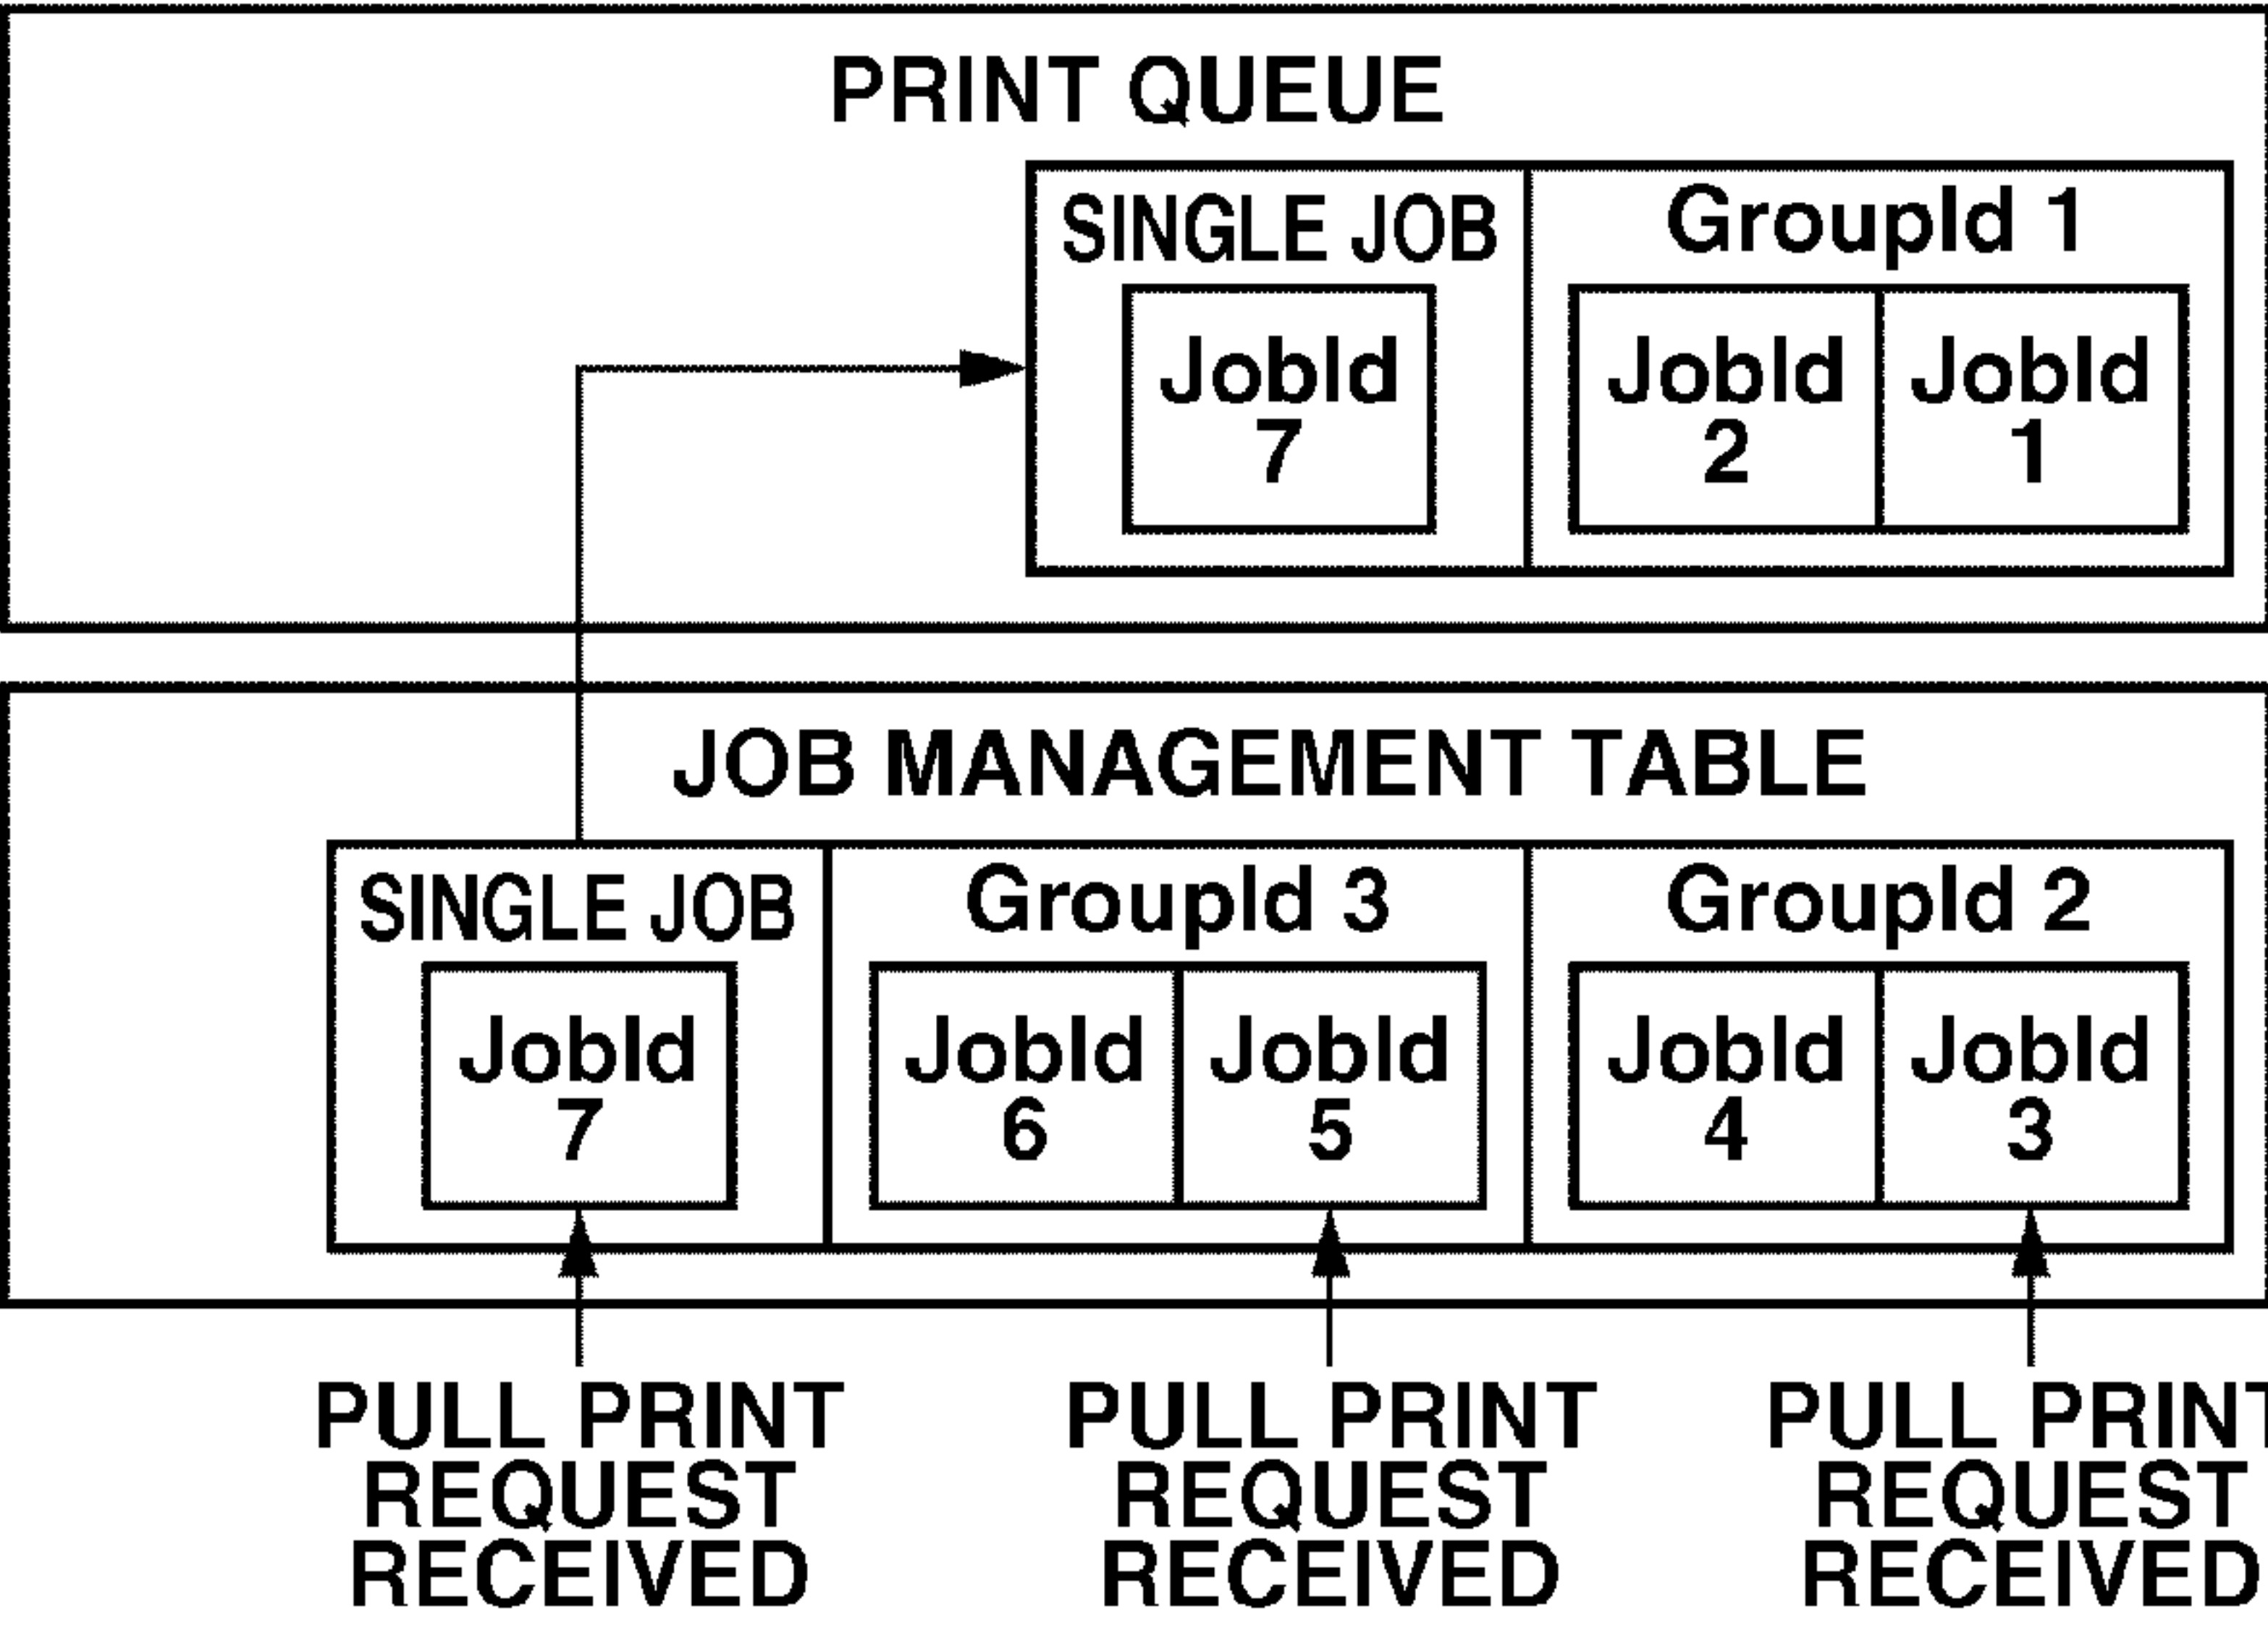 PRINT QUEUE
SINGLE JOB
GroupId 1
JobId
7
JobId
2
JobId
1
JOB MANAGEMENT TABLE
SINGLE JOB
GroupId 3
GroupId 2
JobId
7
JobId
6
JobId
5
JobId
4
JobId
3
PULL PRINT
REQUEST
RECEIVED
PULL PRINT
REQUEST
RECEIVED
PULL PRINT
REQUEST
RECEIVED